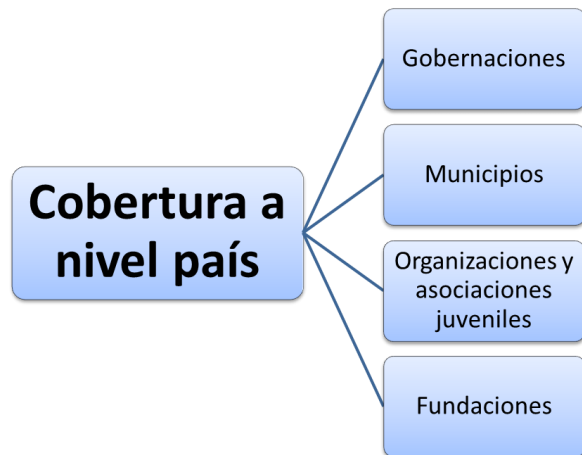 Cobertura a
nivel país
Gobernaciones
Municipios
Organizaciones y
asociaciones
juveniles
Fundaciones